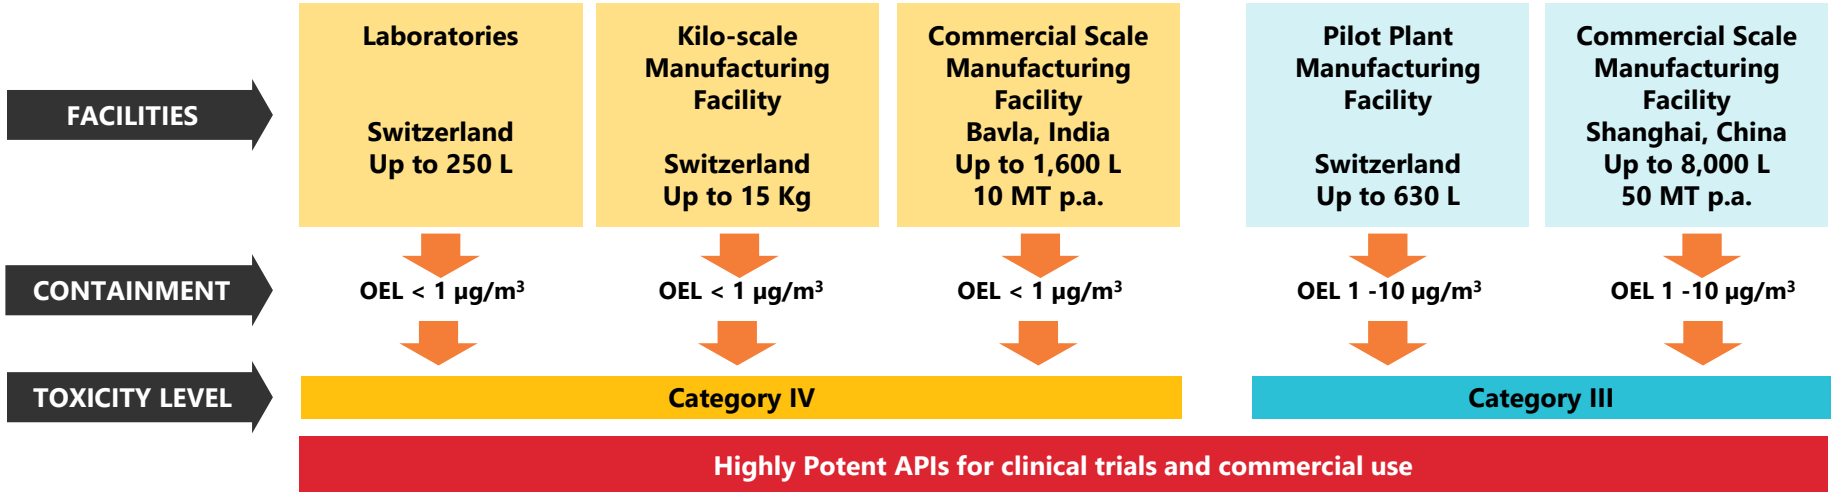 FACILITIES
Laboratories
Switzerland
Up to 250 L
Kilo-scale
Manufacturing
Facility
Switzerland
Up to 15 Kg
Commercial Scale
Manufacturing
Facility
Bavla, India
Up to 1,600 L
10 MT p.a.
Pilot Plant
Manufacturing
Facility
Switzerland
Up to 630 L
Commercial Scale
Manufacturing
Facility
Shanghai, China
Up to 8,000 L
50 MT p.a.
CONTAINMENT
OEL < 1 µg/m³
OEL < 1 µg/m³
OEL < 1 µg/m³
OEL 1 -10 µg/m³
OEL 1 -10 µg/m³
TOXICITY LEVEL
Category IV
Category III
Highly Potent APIs for clinical trials and commercial use